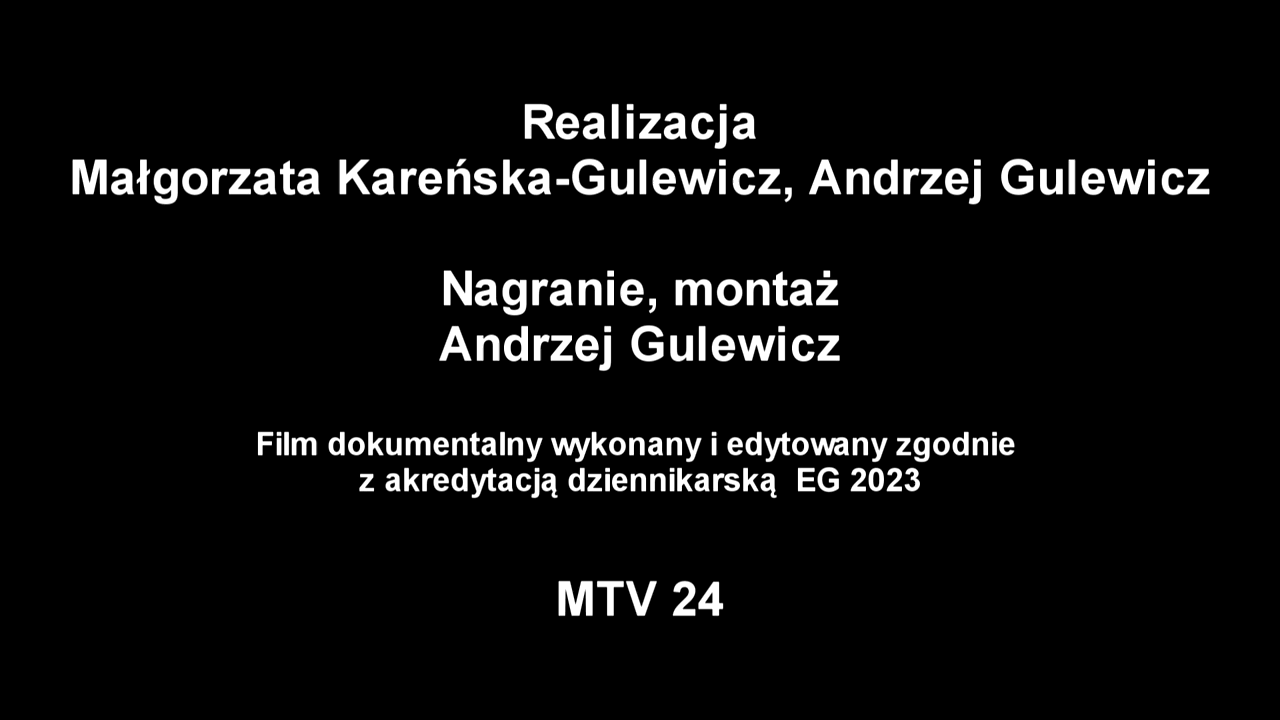 Realizacja
Małgorzata Kareńska-Gulewicz, Andrzej Gulewicz
Nagranie, montaż
Andrzej Gulewicz
Film dokumentalny wykonany i edytowany zgodnie
z akredytacją dziennikarską  EG 2023
MTV 24